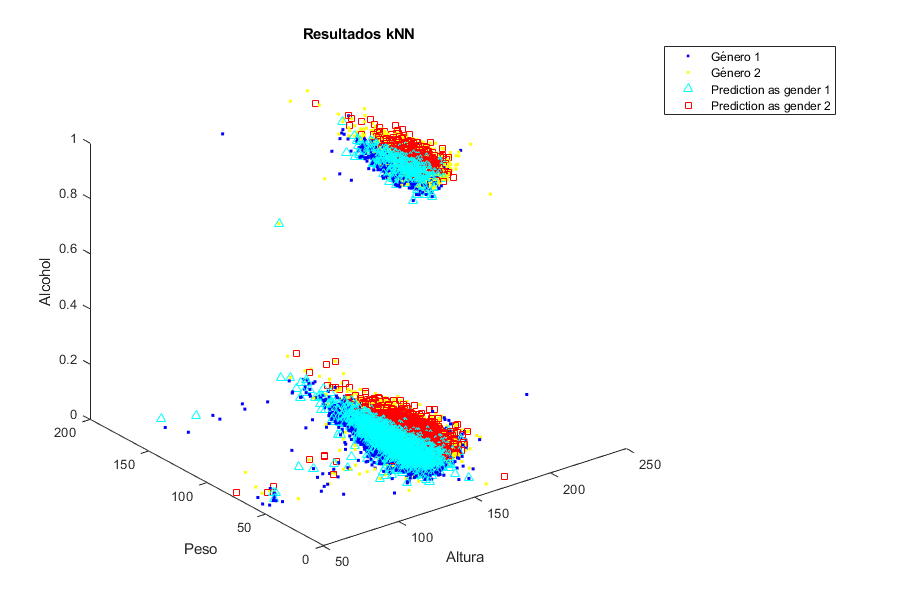 Resultados kNN
Género 1
Género 2
Prediction as gender 1
Prediction as gender 2
1
0.8
0.6
0.4
0.2
0
Alcohol
200
150
100
50
0
Peso
50
100
150
200
250
Altura